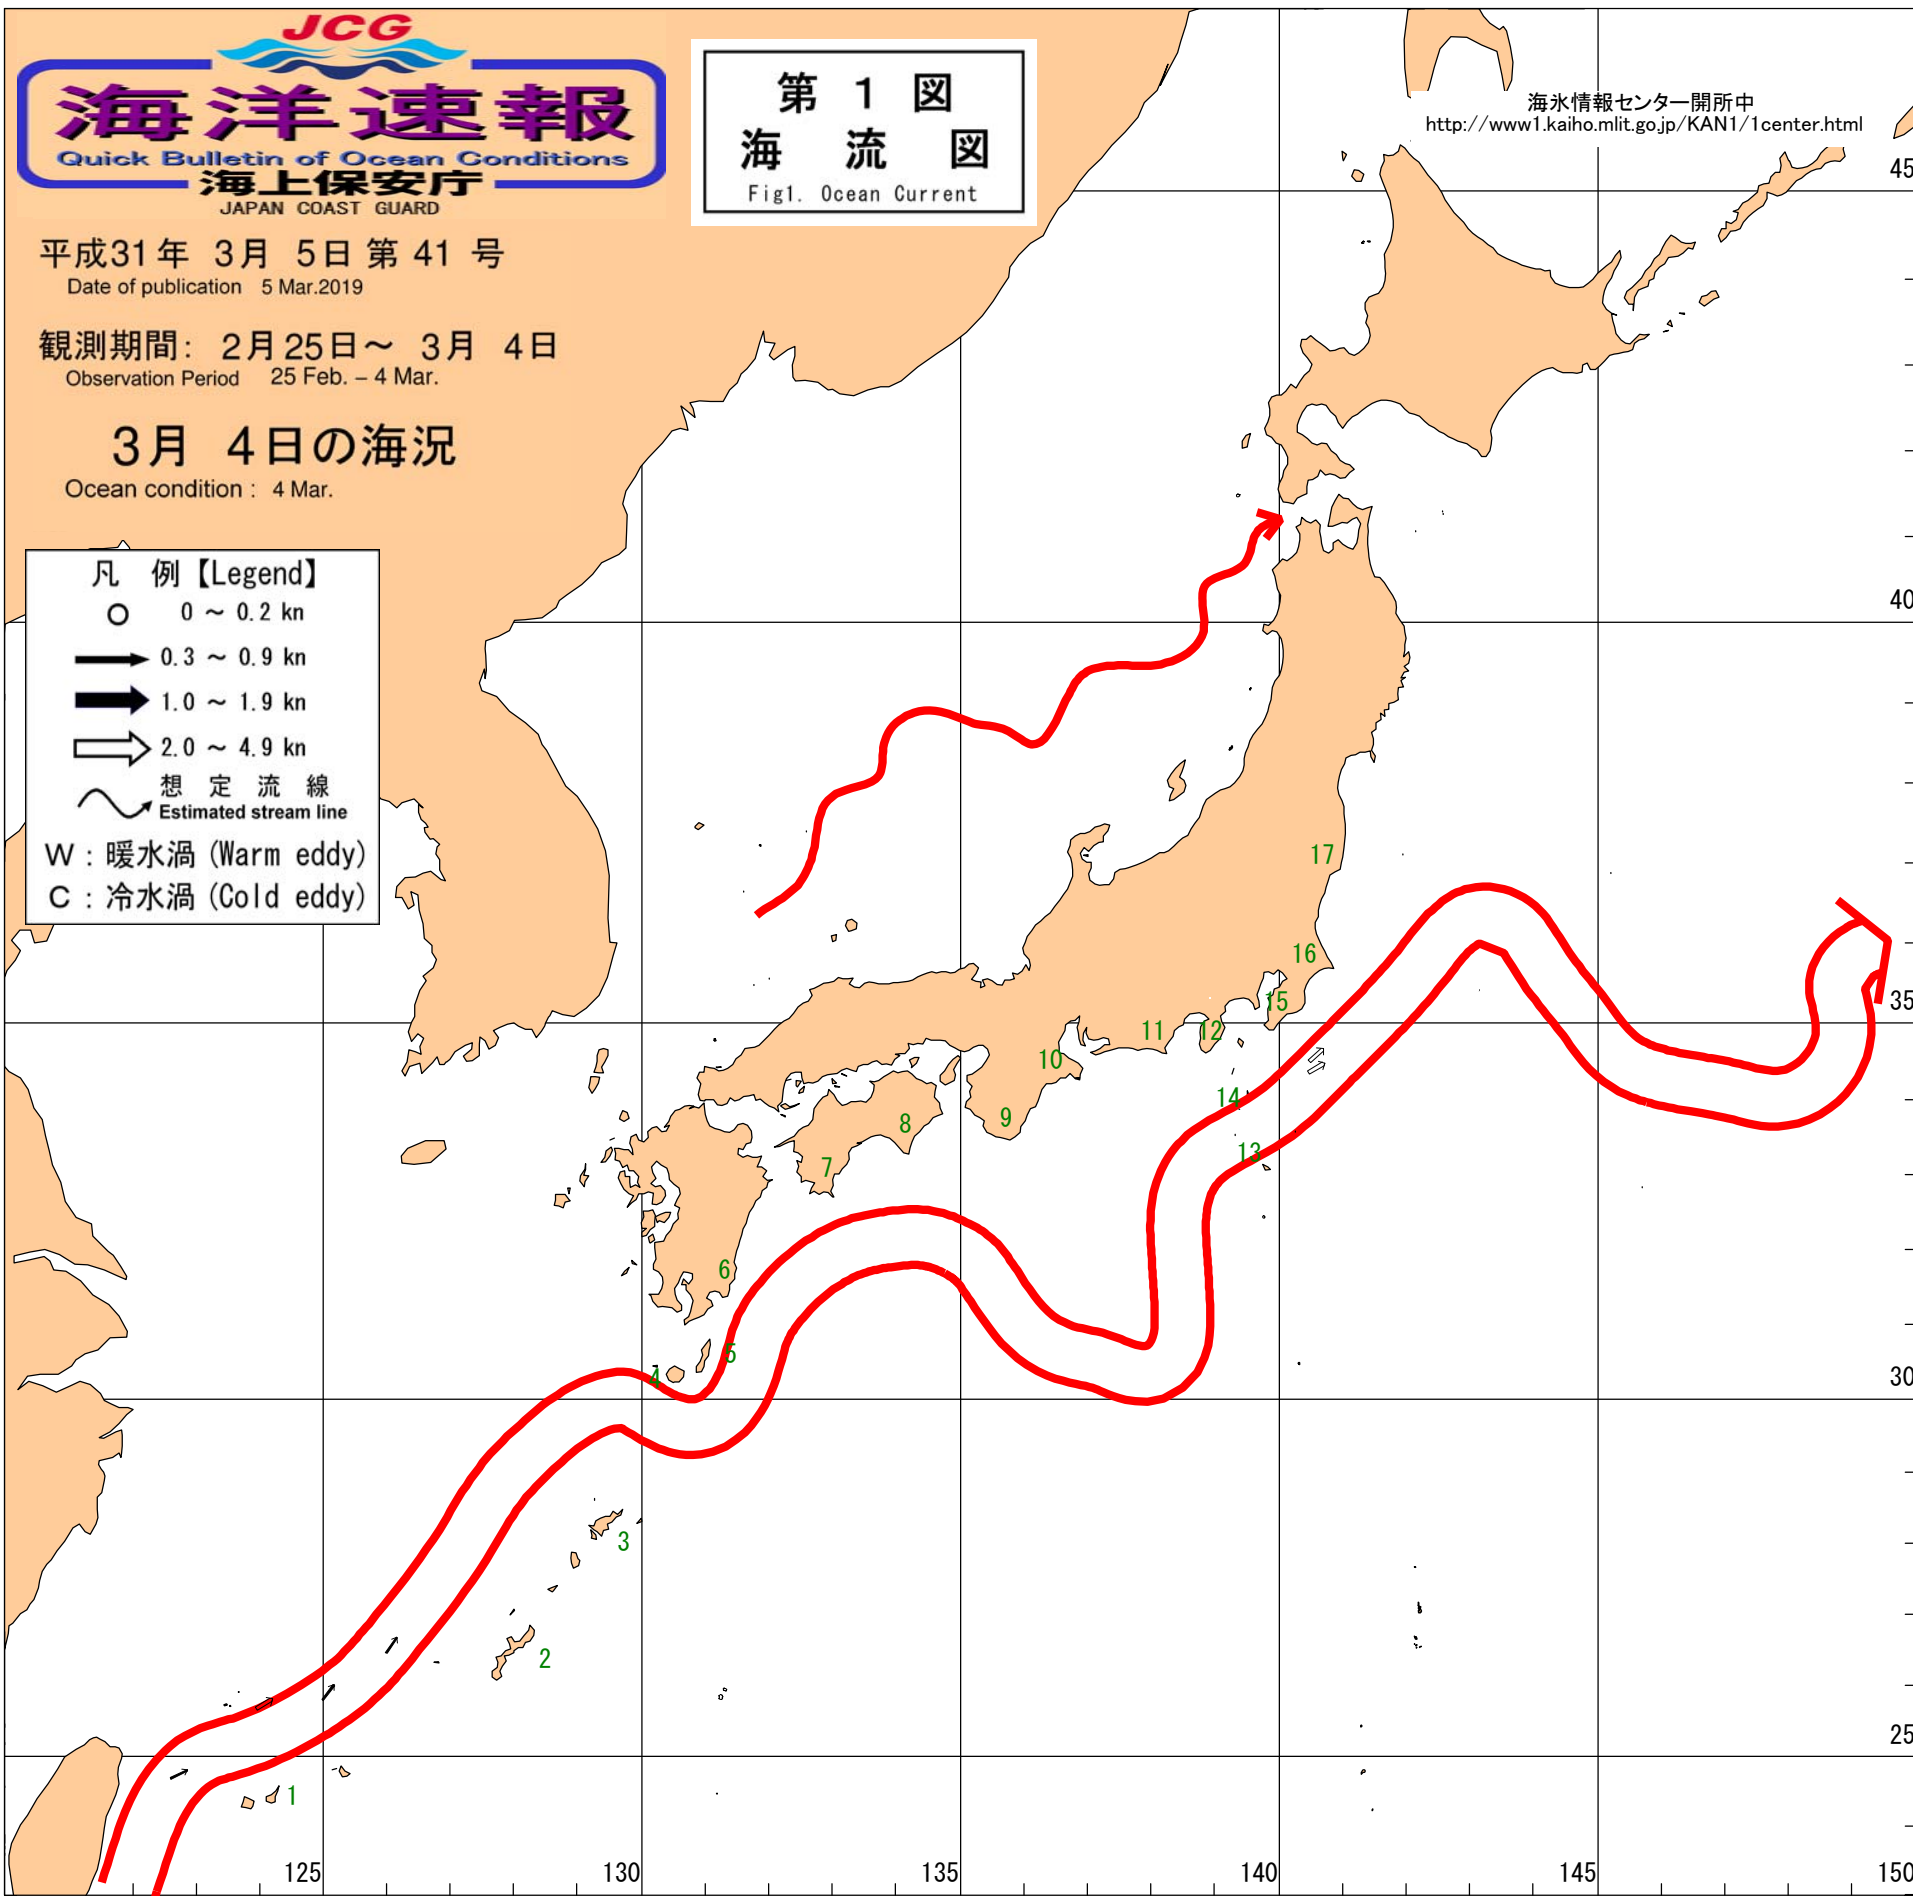 JCG
海洋速報
Quick Bulletin of Ocean Conditions
海上保安庁
JAPAN COAST GUARD
第 1 図
海 流 図
Fig1. Ocean Current
海氷情報センター開所中
http://www1.kaiho.mlit.go.jp/KAN1/1center.html
平成31年 3月 5日 第 41 号
Date of publication 5 Mar.2019
観測期間: 2月25日～ 3月 4日
Observation Period 25 Feb. – 4 Mar.
3月 4日の海況
Ocean condition : 4 Mar.
凡 例【Legend】
0 ～ 0.2 kn
0.3 ～ 0.9 kn
1.0 ～ 1.9 kn
2.0 ～ 4.9 kn
想 定 流 線
Estimated stream line
W : 暖水渦 (Warm eddy)
C : 冷水渦 (Cold eddy)
45
40
17
16
35
15
11
12
10
14
9
8
13
7
6
5
4
30
3
2
25
1
125
130
135
140
145
150